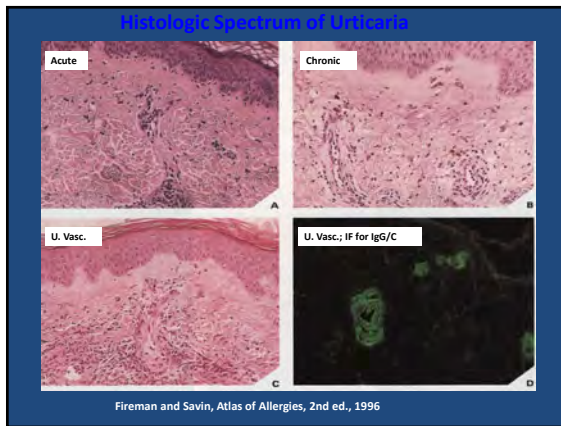 Histologic Spectrum of Urticaria
Acute
Chronic
A
B
U. Vasc.
U. Vasc.; IF for IgG/C
C
D
Fireman and Savin, Atlas of Allergies, 2nd ed., 1996